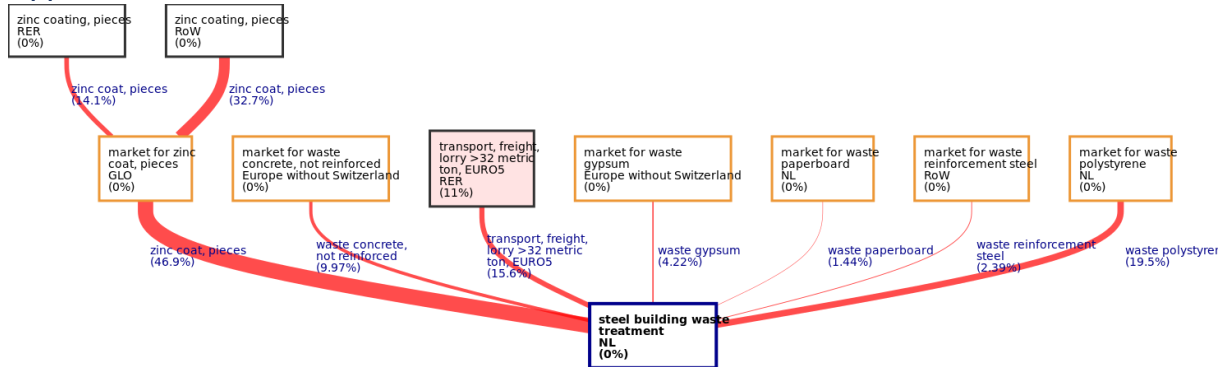 zinc coating, pieces
RER
(0%)
zinc coating, pieces
RoW
(0%)
zinc coat, pieces
(14.1%)
zinc coat, pieces
(32.7%)
market for zinc
coat, pieces
GLO
(0%)
market for waste
concrete, not reinforced
Europe without Switzerland
(0%)
transport, freight,
lorry >32 metric
ton, EURO5
RER
(11%)
market for waste
gypsum
Europe without Switzerland
(0%)
market for waste
paperboard
NL
(0%)
market for waste
reinforcement steel
RoW
(0%)
market for waste
polystyrene
NL
(0%)
zinc coat, pieces
(46.9%)
waste concrete,
not reinforced
(9.97%)
transport, freight,
lorry >32 metric
ton, EURO5
(15.6%)
waste gypsum
(4.22%)
waste paperboard
(1.44%)
waste reinforcement
steel
(2.39%)
waste polystyrer
(19.5%)
steel building waste
treatment
NL
(0%)